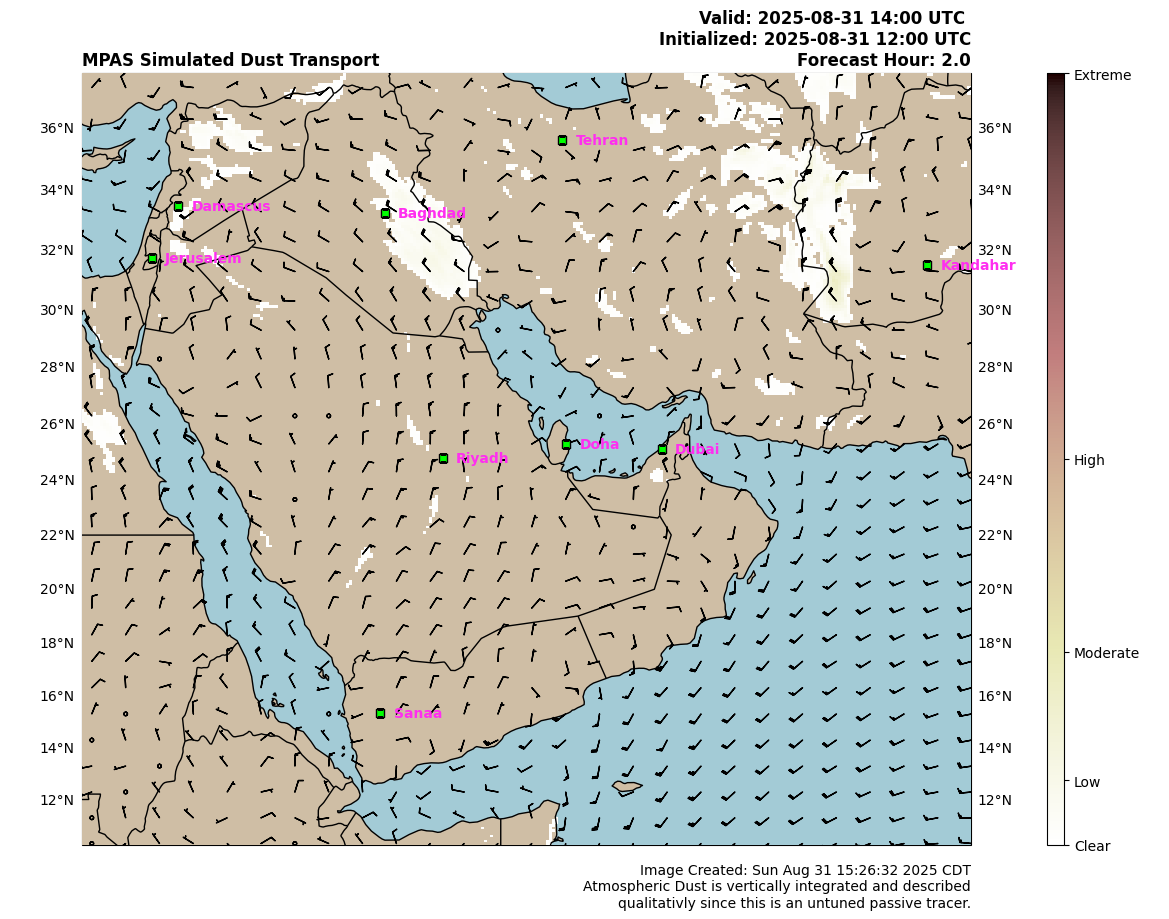 Valid: 2025-08-31 14:00 UTC
Initialized: 2025-08-31 12:00 UTC
MPAS Simulated Dust Transport Forecast Hour: 2.0
Extreme
36°N Tehran 36°N
34°N Damascus Baghdad 34°N
32°N Jerusalem 32°N Kandahar
30°N 30°N
28°N 28°N
26°N Doha Dubai 26°N
High
24°N Riyadh 24°N
22°N 22°N
20°N 20°N
18°N 18°N
Moderate
16°N Sanaa 16°N
14°N 14°N
Low
12°N 12°N
Clear
Image Created: Sun Aug 31 15:26:32 2025 CDT
Atmospheric Dust is vertically integrated and described
qualitativly since this is an untuned passive tracer.